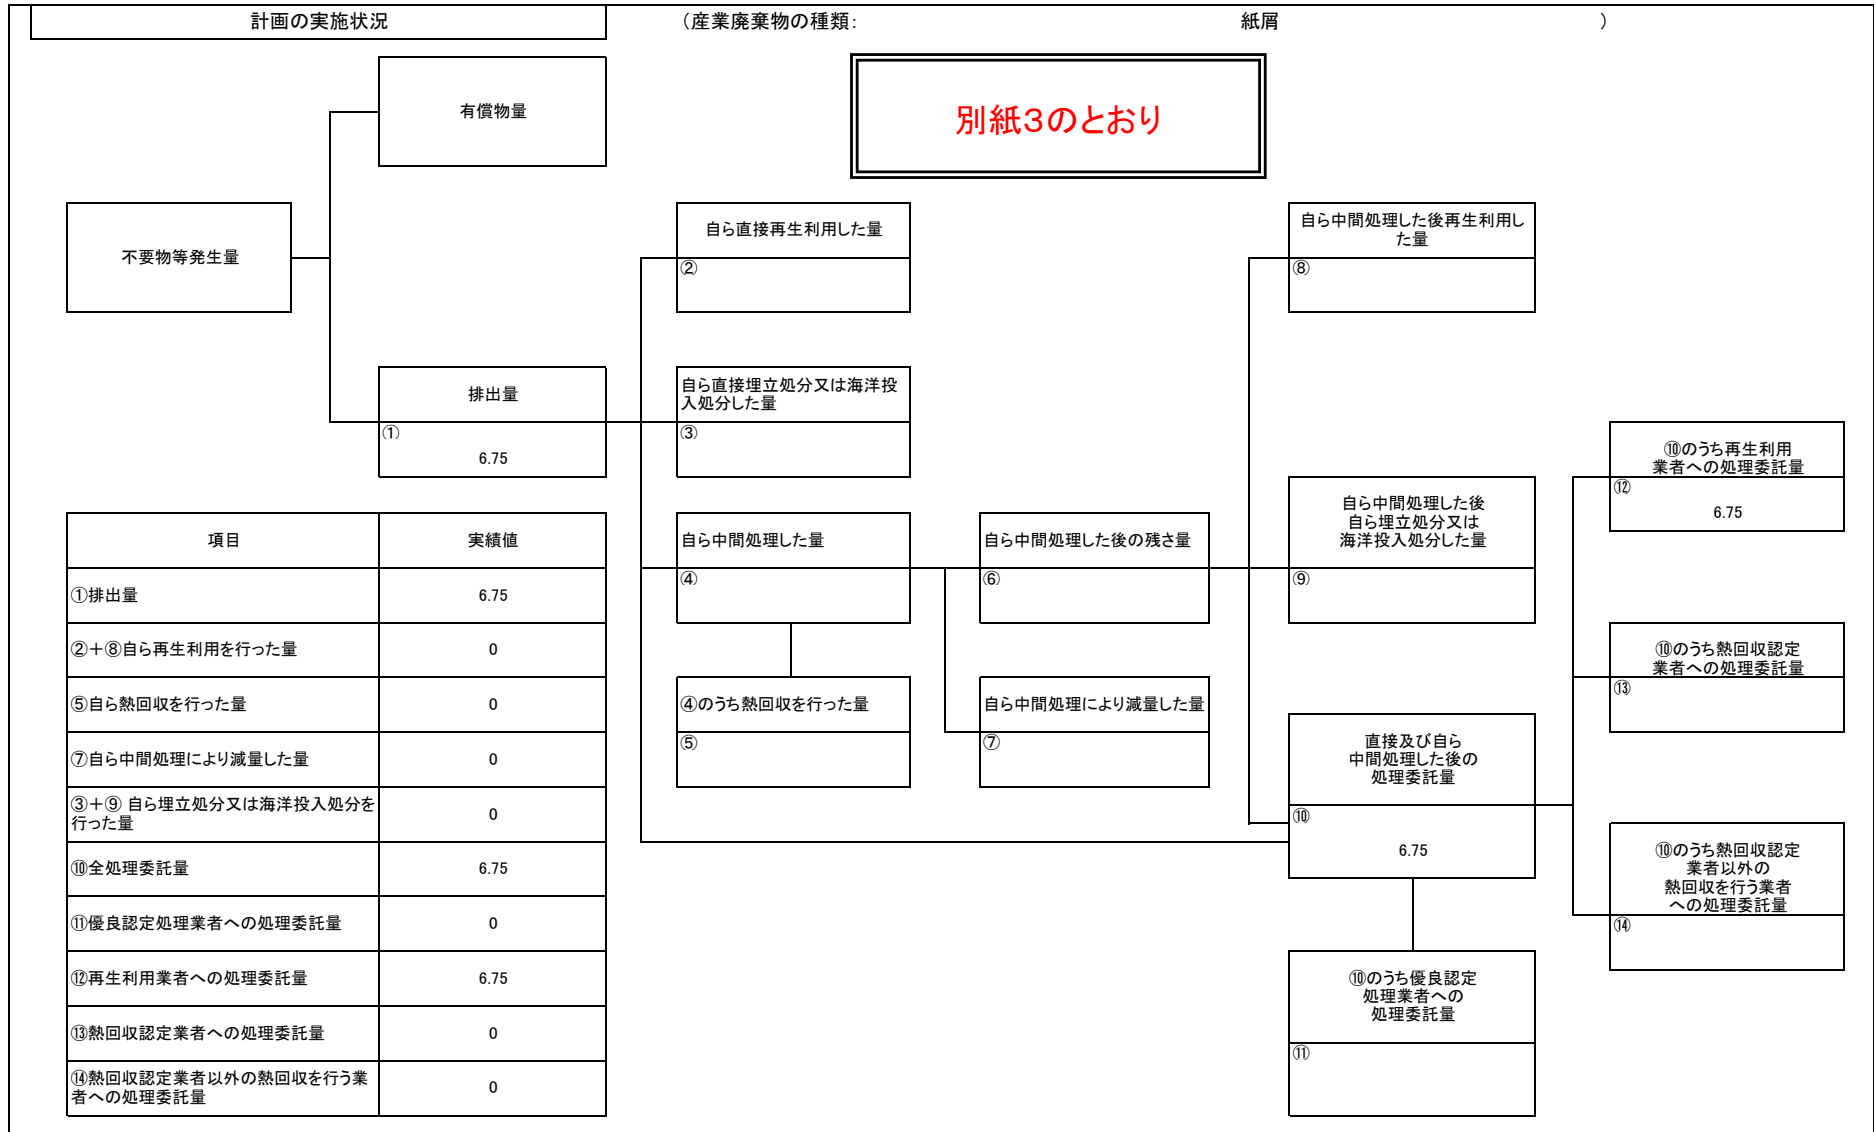 計画の実施状況
（産業廃棄物の種類： 紙屑 ）
有償物量
別紙３のとおり
不要物等発生量
自ら直接再生利用した量
②
自ら中間処理した後再生利用し
た量
⑧
排出量
①
6.75
自ら直接埋立処分又は海洋投
入処分した量
③
⑩のうち再生利用
業者への処理委託量
⑫
6.75
自ら中間処理した量
④
自ら中間処理した後の残さ量
⑥
自ら中間処理した後
自ら埋立処分又は
海洋投入処分した量
⑨
⑩のうち熱回収認定
業者への処理委託量
⑬
④のうち熱回収を行った量
⑤
自ら中間処理により減量した量
⑦
直接及び自ら
中間処理した後の
処理委託量
⑩
6.75
⑩のうち熱回収認定
業者以外の
熱回収を行う業者
への処理委託量
⑭
⑩のうち優良認定
処理業者への
処理委託量
⑪
項目 実績値
①排出量 6.75
②＋⑧自ら再生利用を行った量 0
⑤自ら熱回収を行った量 0
⑦自ら中間処理により減量した量 0
③＋⑨ 自ら埋立処分又は海洋投入処分を
行った量 0
⑩全処理委託量 6.75
⑪優良認定処理業者への処理委託量 0
⑫再生利用業者への処理委託量 6.75
⑬熱回収認定業者への処理委託量 0
⑭熱回収認定業者以外の熱回収を行う業
者への処理委託量 0